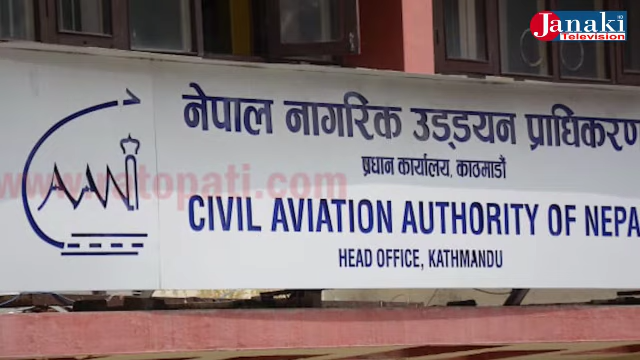 JANAKI
Television
नेपाल नागरिक उड्डयन प्राधिकरण
प्रधान कार्यालय, काठमाडौं
www.ratopati.com
CIVIL AVIATION AUTHORITY OF NEPA
HEAD OFFICE, KATHMANDU